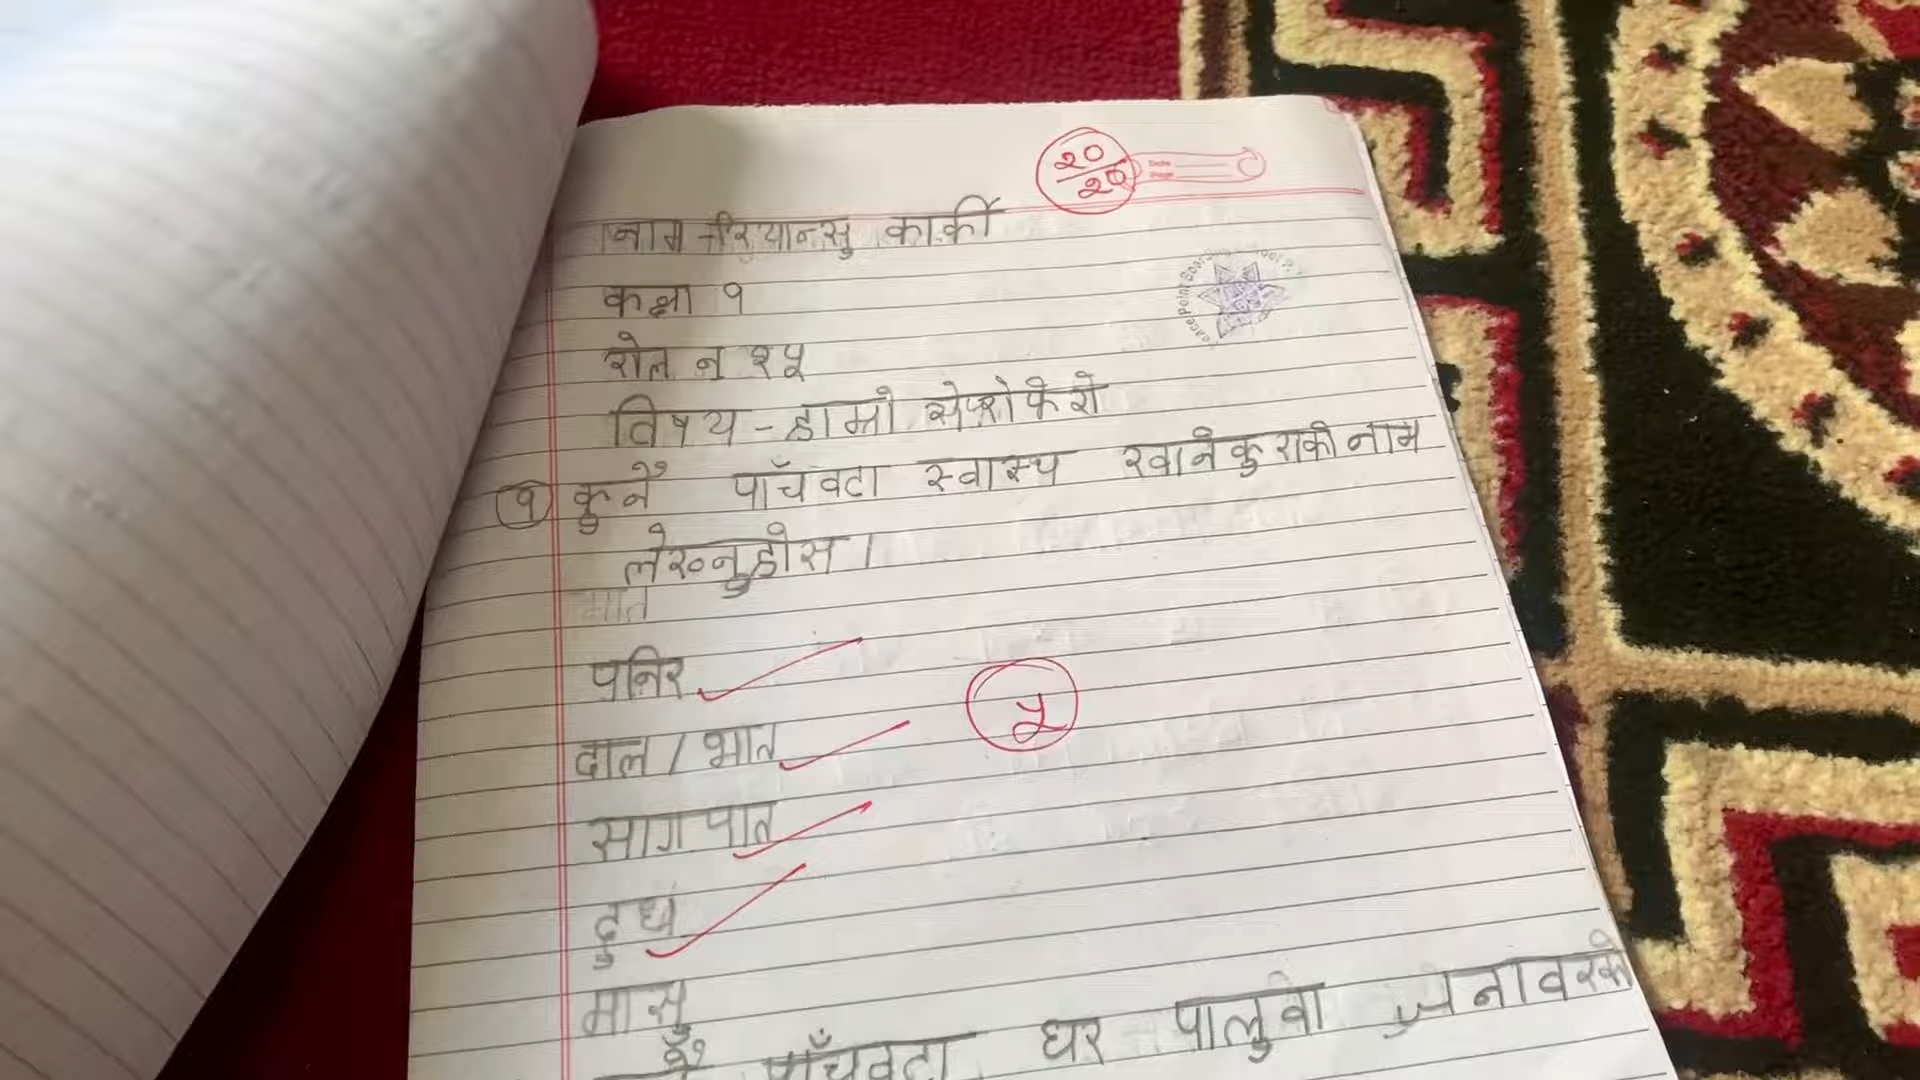 २०
२०
नाम - रियान्सु कार्की
कक्षा १
रोल न २५
विषय - हाम्रो सेरोफेरो
१ कुनै पाँचवटा स्वास्थ खानेकुराको नाम
लेख्नुहोस ।
भात
पनिर
दाल / भात
५
सागपात
दुध
मासु
पाँचवटा घर पालुवा जनावरको